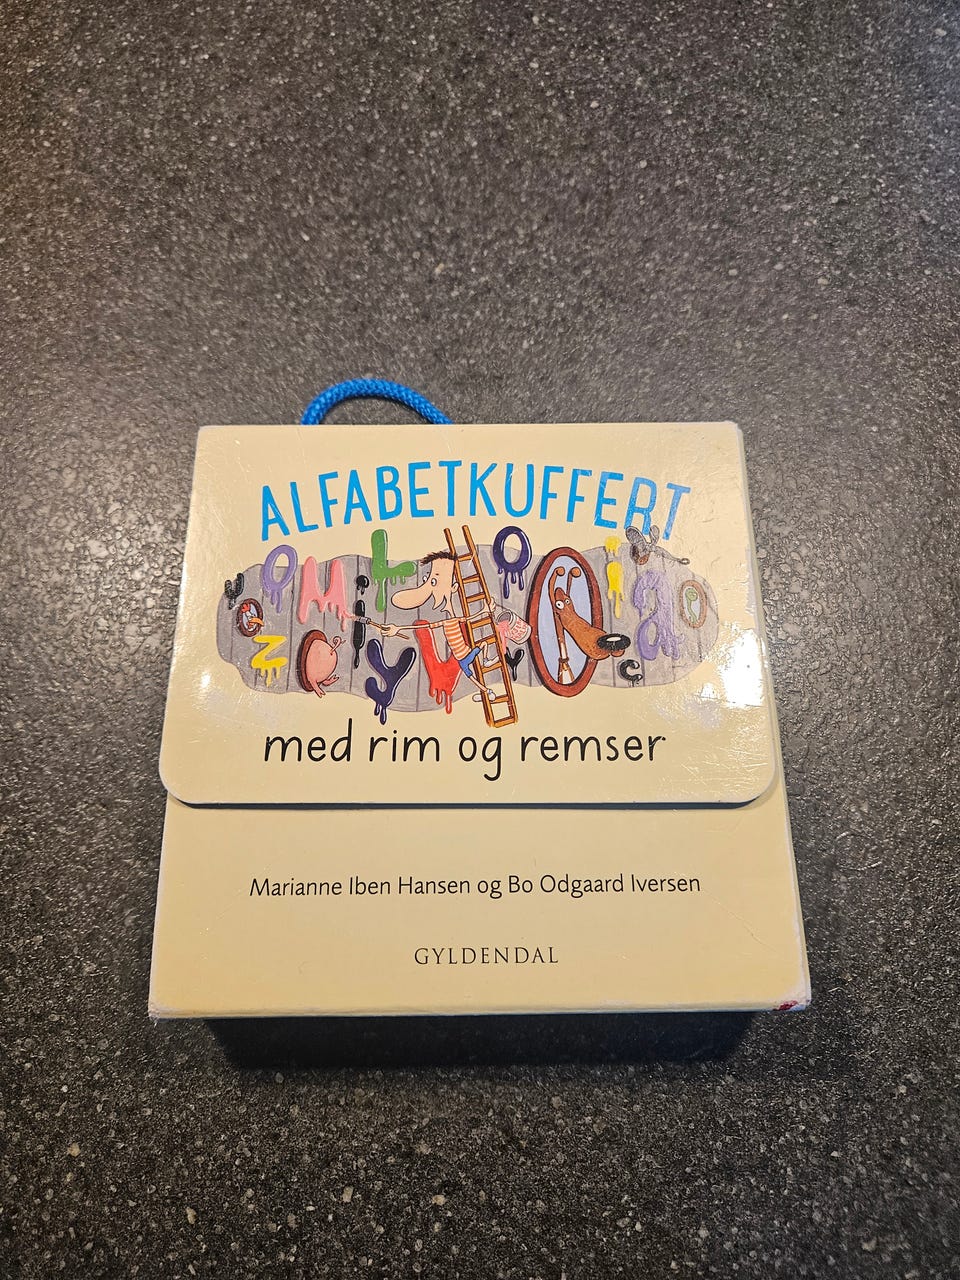 ALFABETKUFFERT
med rim og remser
Marianne Iben Hansen og Bo Odgaard Iversen
GYLDENDAL